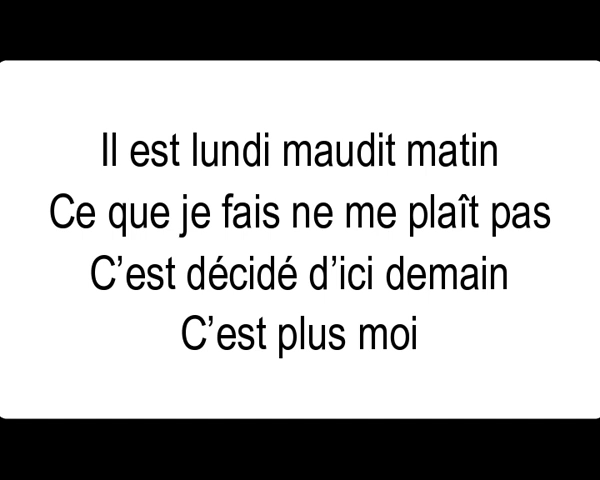 Il est lundi maudit matin
Ce que je fais ne me plaît pas
C’est décidé d’ici demain
C’est plus moi